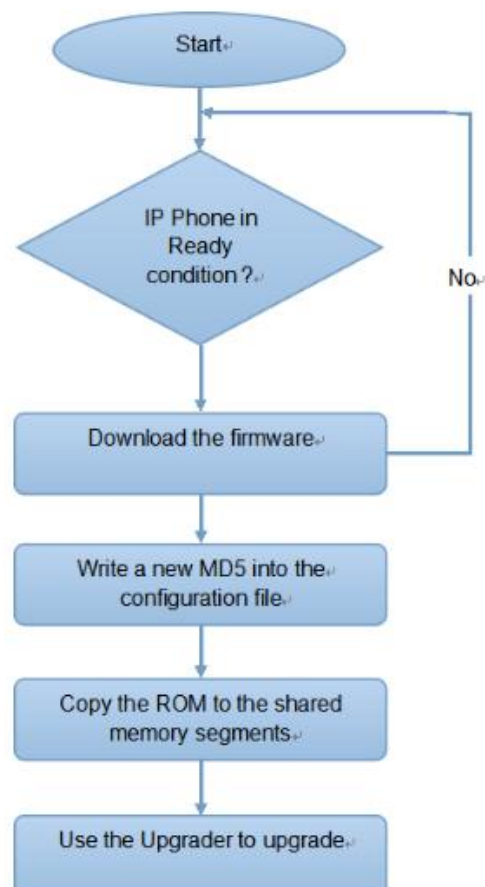 Start
IP Phone in
Ready
condition ?
No
Download the firmware
Write a new MD5 into the
configuration file
Copy the ROM to the shared
memory segments
Use the Upgrader to upgrade